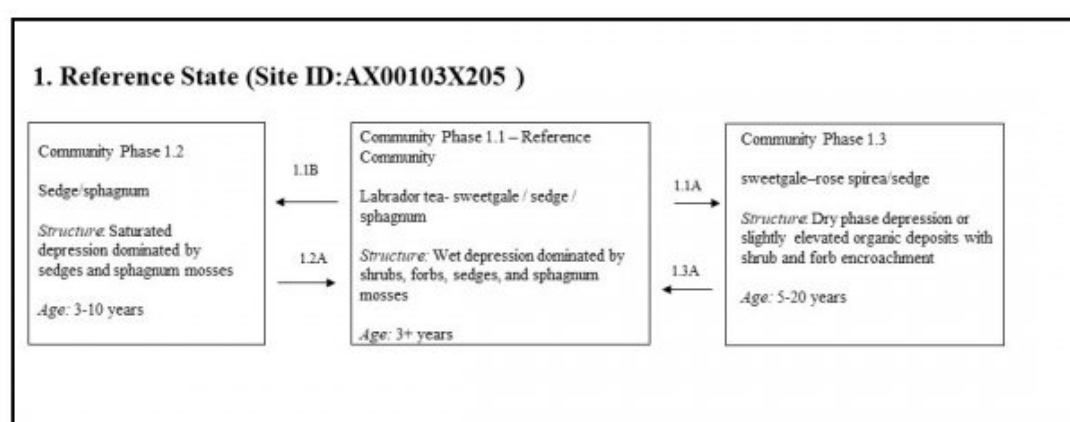 1. Reference State (Site ID:AX00103X205 )
Community Phase 1.2
Sedge/sphagnum
Structure: Saturated
depression dominated by
sedges and sphagnum mosses
Age: 3-10 years
1.1B
1.2A
Community Phase 1.1 – Reference
Community
Labrador tea- sweetgale / sedge /
sphagnum
Structure: Wet depression dominated by
shrubs, forbs, sedges, and sphagnum
mosses
Age: 3+ years
1.1A
1.3A
Community Phase 1.3
sweetgale–rose spirea/sedge
Structure: Dry phase depression or
slightly elevated organic deposits with
shrub and forb encroachment
Age: 5-20 years